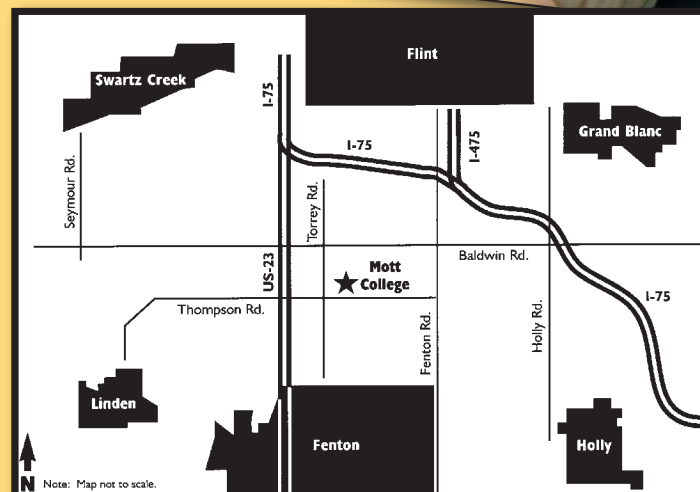 Flint
Swartz Creek
I-75
Grand Blanc
I-75
I-475
Seymour Rd.
Torrey Rd.
Baldwin Rd.
US-23
Mott
College
I-75
Thompson Rd.
Fenton Rd.
Holly Rd.
Linden
Fenton
Holly
N
Note: Map not to scale.